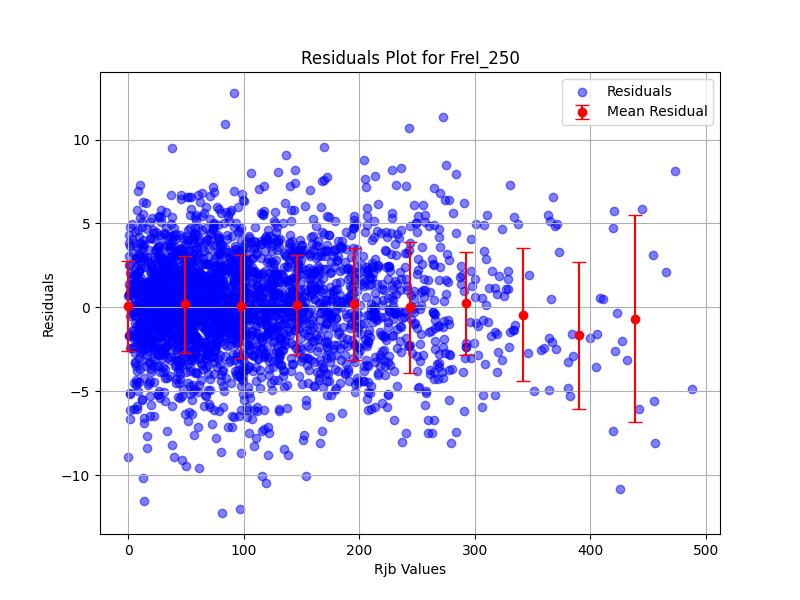 Residuals Plot for FreI_250
Residuals
Mean Residual
10
5
0
−5
−10
Residuals
0
100
200
300
400
500
Rjb Values